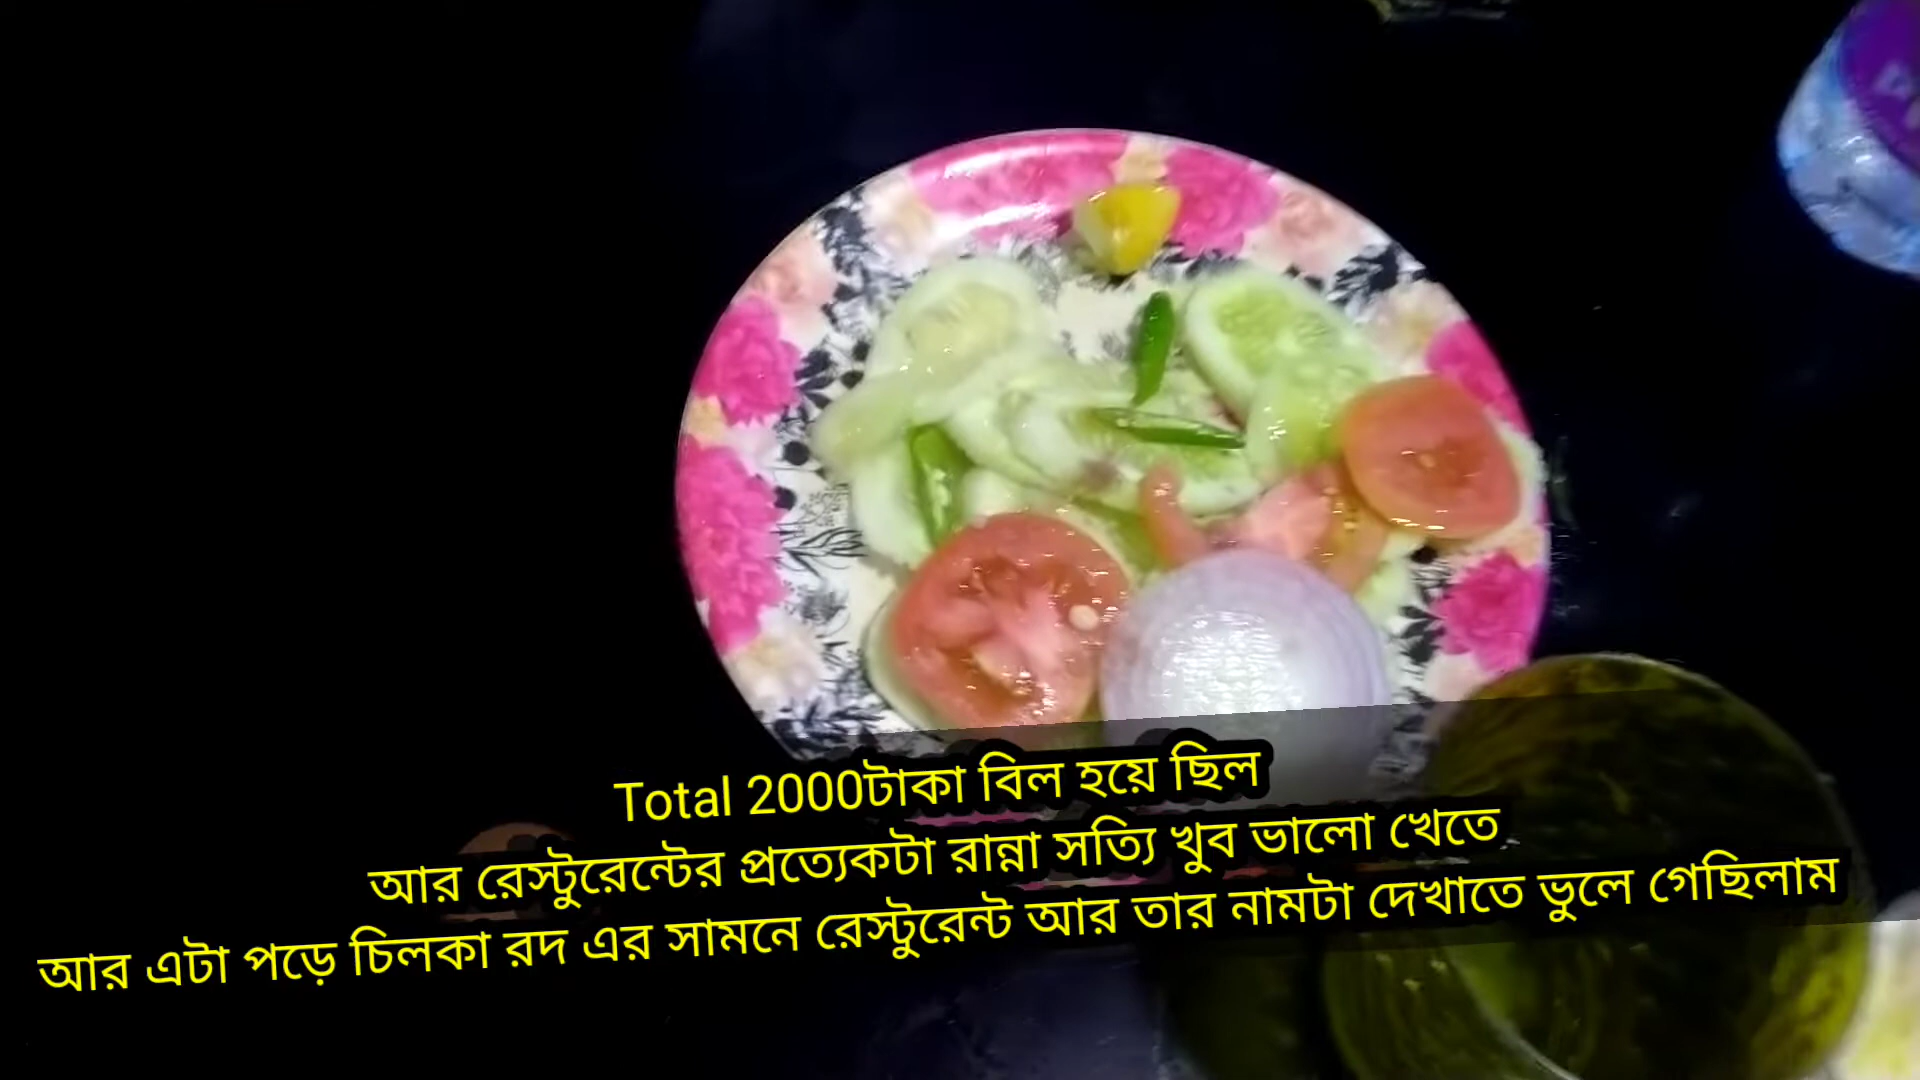 Total 2000টাকা বিল হয়ে ছিল
আর রেস্টুরেন্টের প্রত্যেকটা রান্না সত্যি খুব ভালো খেতে
আর এটা পড়ে চিলকা রদ এর সামনে রেস্টুরেন্ট আর তার নামটা দেখাতে ভুলে গেছিলাম